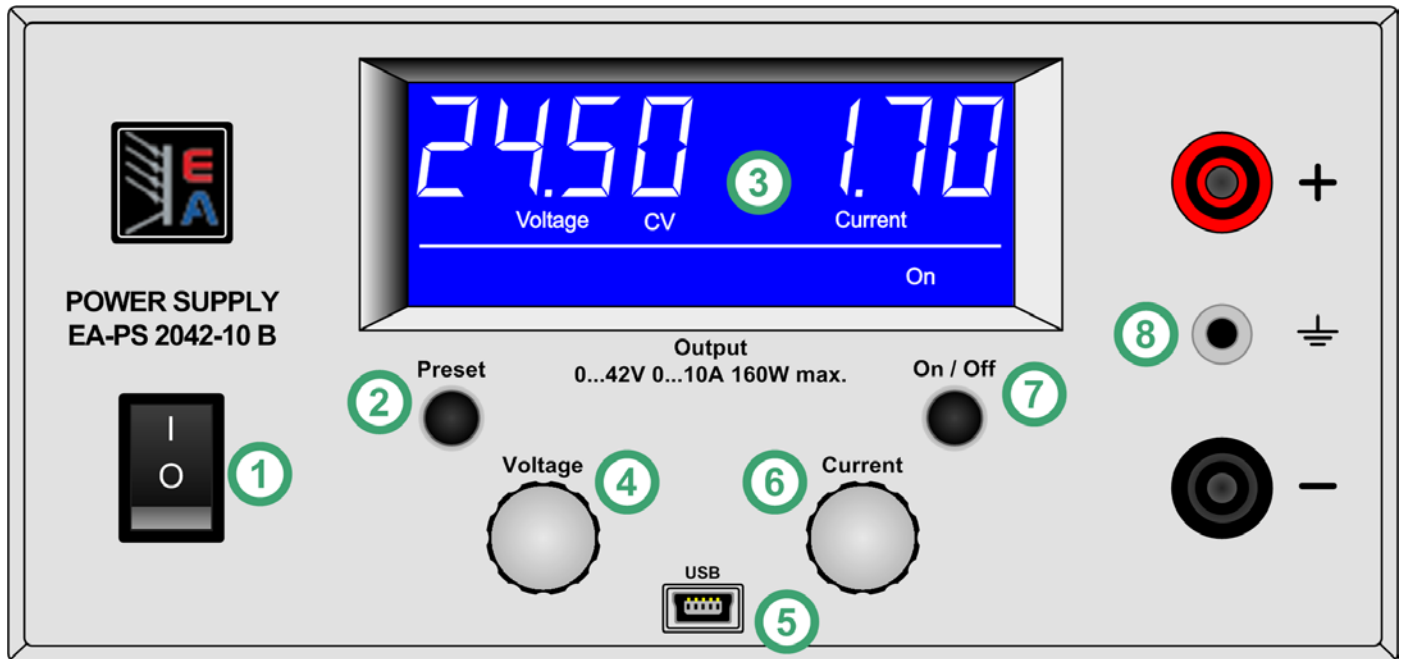 24.50 1.70
3
Voltage CV Current
On
EA
POWER SUPPLY
EA-PS 2042-10 B
Output
0...42V 0...10A 160W max.
Preset
2
On / Off
7
I
O
1
Voltage
4
6
Current
USB
5
+
8
−